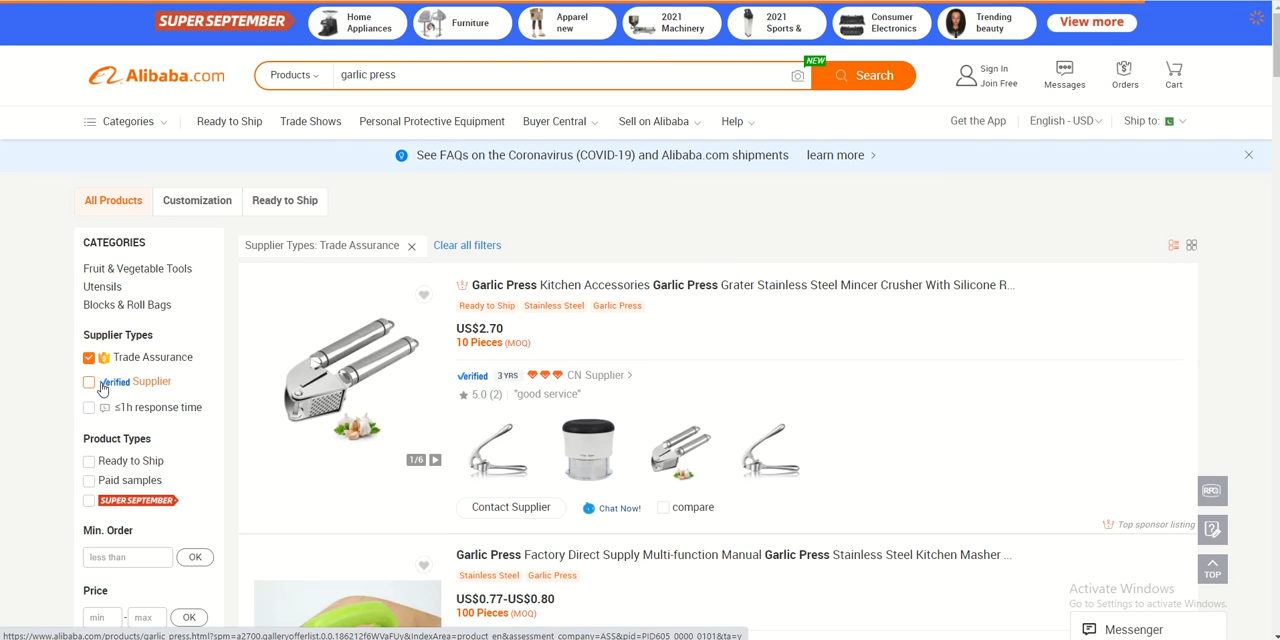 SUPER SEPTEMBER
Home
Appliances
Furniture
Apparel
new
2021
Machinery
2021
Sports &
Consumer
Electronics
Trending
beauty
View more
Alibaba.com
Products
garlic press
NEW
Search
Sign In
Join Free
Messages
Orders
Cart
Categories
Ready to Ship
Trade Shows
Personal Protective Equipment
Buyer Central
Sell on Alibaba
Help
Get the App
English - USD
Ship to:
See FAQs on the Coronavirus (COVID-19) and Alibaba.com shipments
learn more >
All Products
Customization
Ready to Ship
CATEGORIES
Fruit & Vegetable Tools
Utensils
Blocks & Roll Bags
Supplier Types
Trade Assurance
Verified Supplier
≤1h response time
Product Types
Ready to Ship
Paid samples
SUPER SEPTEMBER
Min. Order
less than
OK
Price
min - max
OK
Supplier Types: Trade Assurance
Clear all filters
Garlic Press Kitchen Accessories Garlic Press Grater Stainless Steel Mincer Crusher With Silicone R...
Ready to Ship Stainless Steel Garlic Press
US$2.70
10 Pieces (MOQ)
Verified 3 YRS CN Supplier >
5.0 (2) "good service"
1/6
Contact Supplier
Chat Now!
compare
Top sponsor listing
Garlic Press Factory Direct Supply Multi-function Manual Garlic Press Stainless Steel Kitchen Masher ...
Stainless Steel Garlic Press
US$0.77-US$0.80
100 Pieces (MOQ)
RFQ
TOP
Activate Windows
Go to Settings to activate Windows.
Messenger